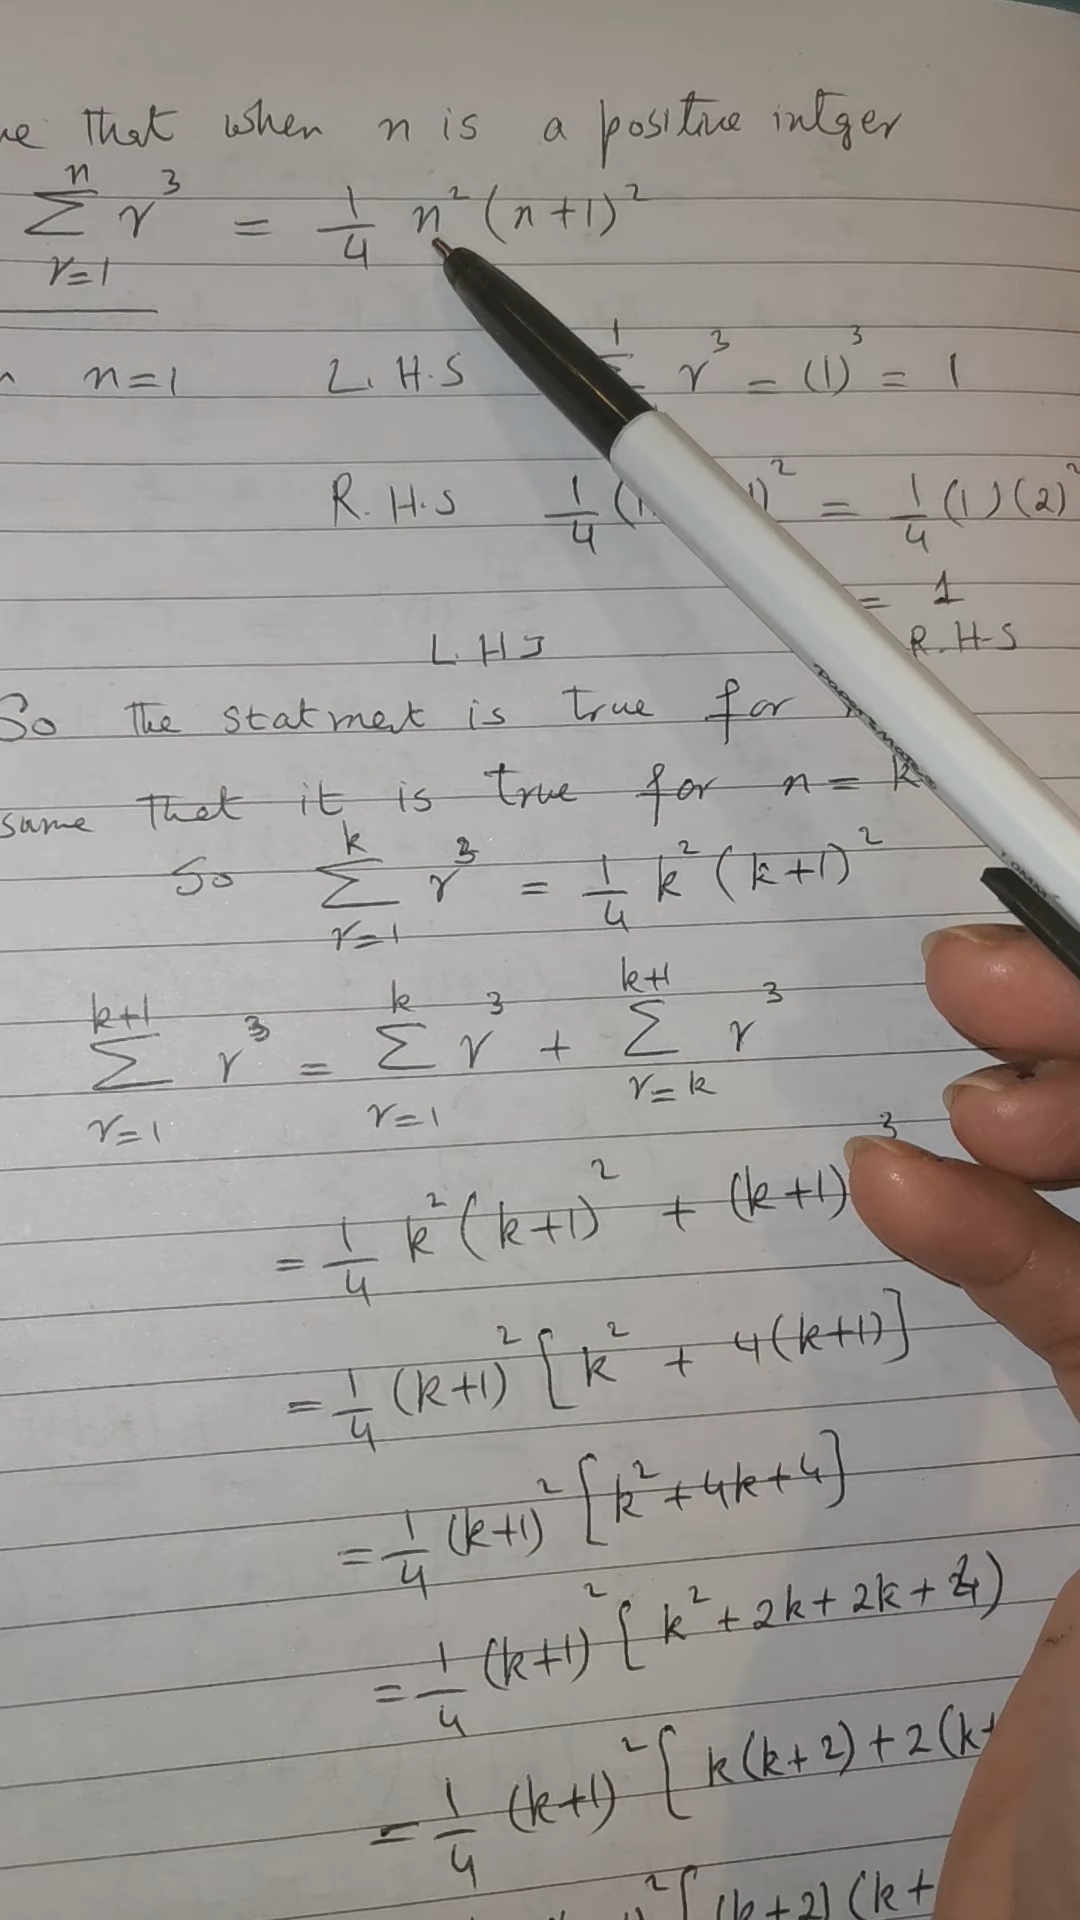 that when n is a positive intger
n
∑ r³ = 1/4 n² (n+1)²
r=1
n=1 L.H.S r³ = (1)³ = 1
R.H.S 1/4 ( )² = 1/4 (1)(2)²
= 1
L.H.S R.H.S
So the statmet is true for
that it is true for n = k
So ∑ r³ = 1/4 k² (k+1)²
k
r=1
k+1 k k+1
∑ r³ = ∑ r³ + ∑ r³
r=1 r=1 r=k
= 1/4 k² (k+1)² + (k+1)³
= 1/4 (k+1)² [k² + 4(k+1)]
= 1/4 (k+1)² [k² + 4k + 4]
= 1/4 (k+1)² [k² + 2k + 2k + 4)
= 1/4 (k+1)² [k(k+2) + 2(k+
)² [(k+2)(k+